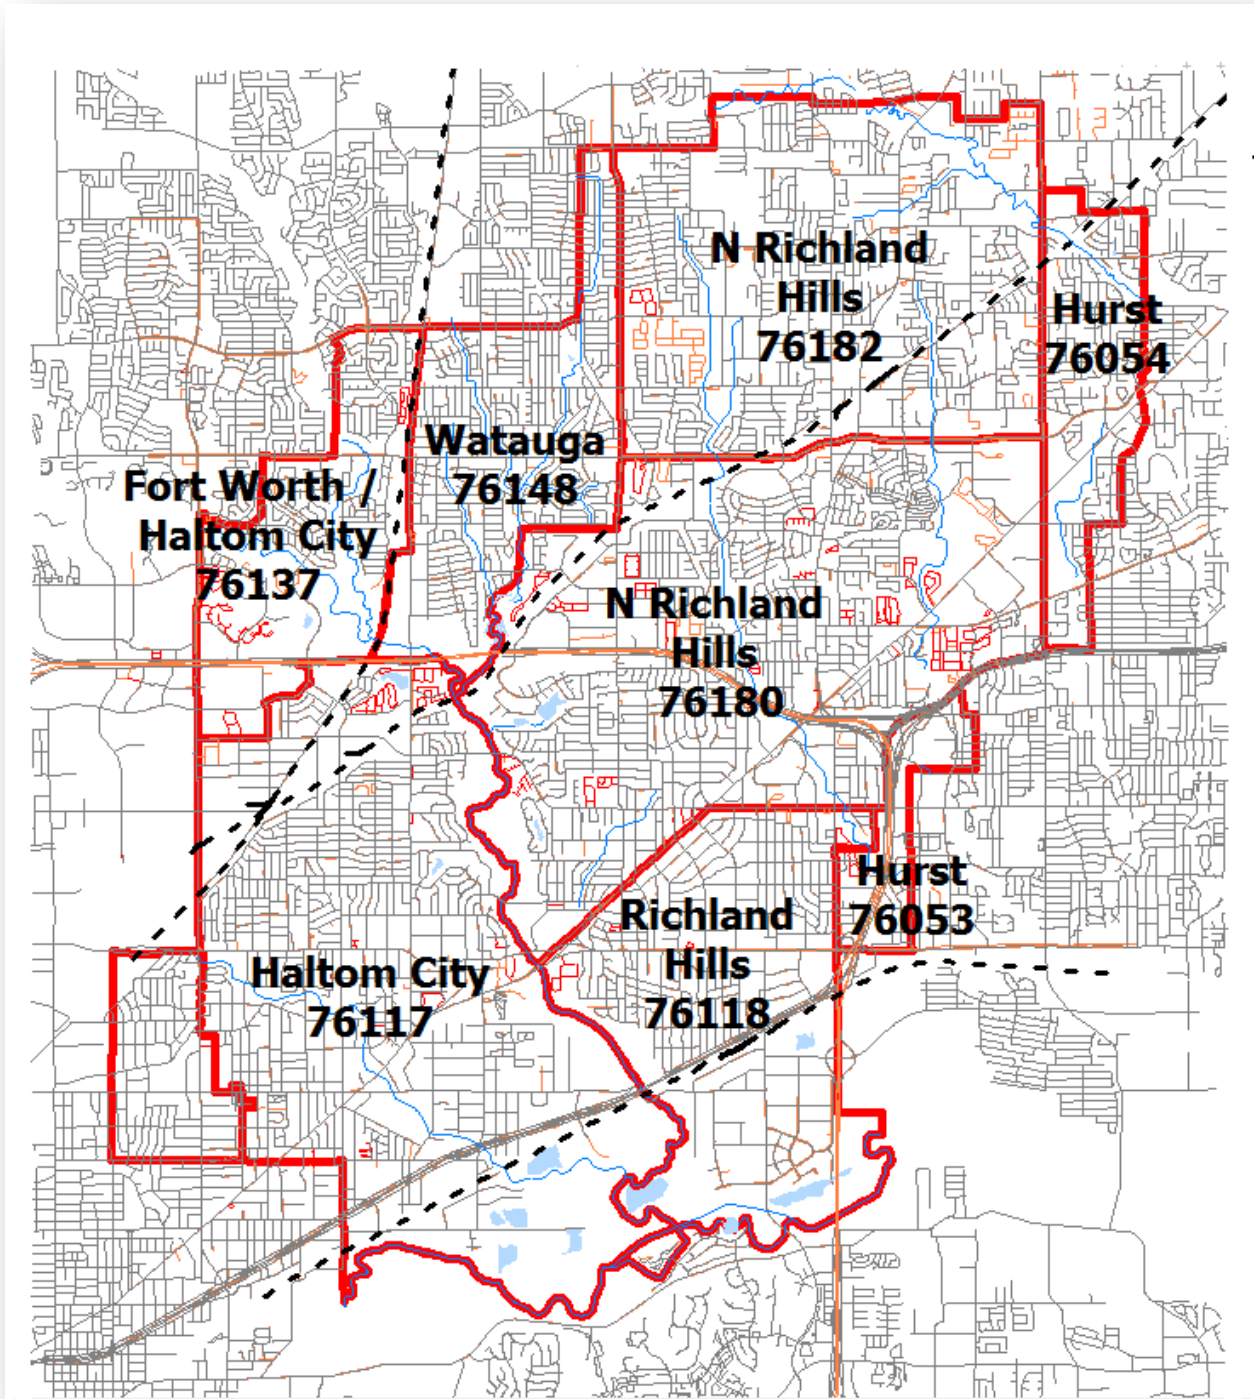 N Richland
Hills
76182
Hurst
76054
Watauga
76148
Fort Worth /
Haltom City
76137
N Richland
Hills
76180
Hurst
76053
Richland
Hills
76118
Haltom City
76117